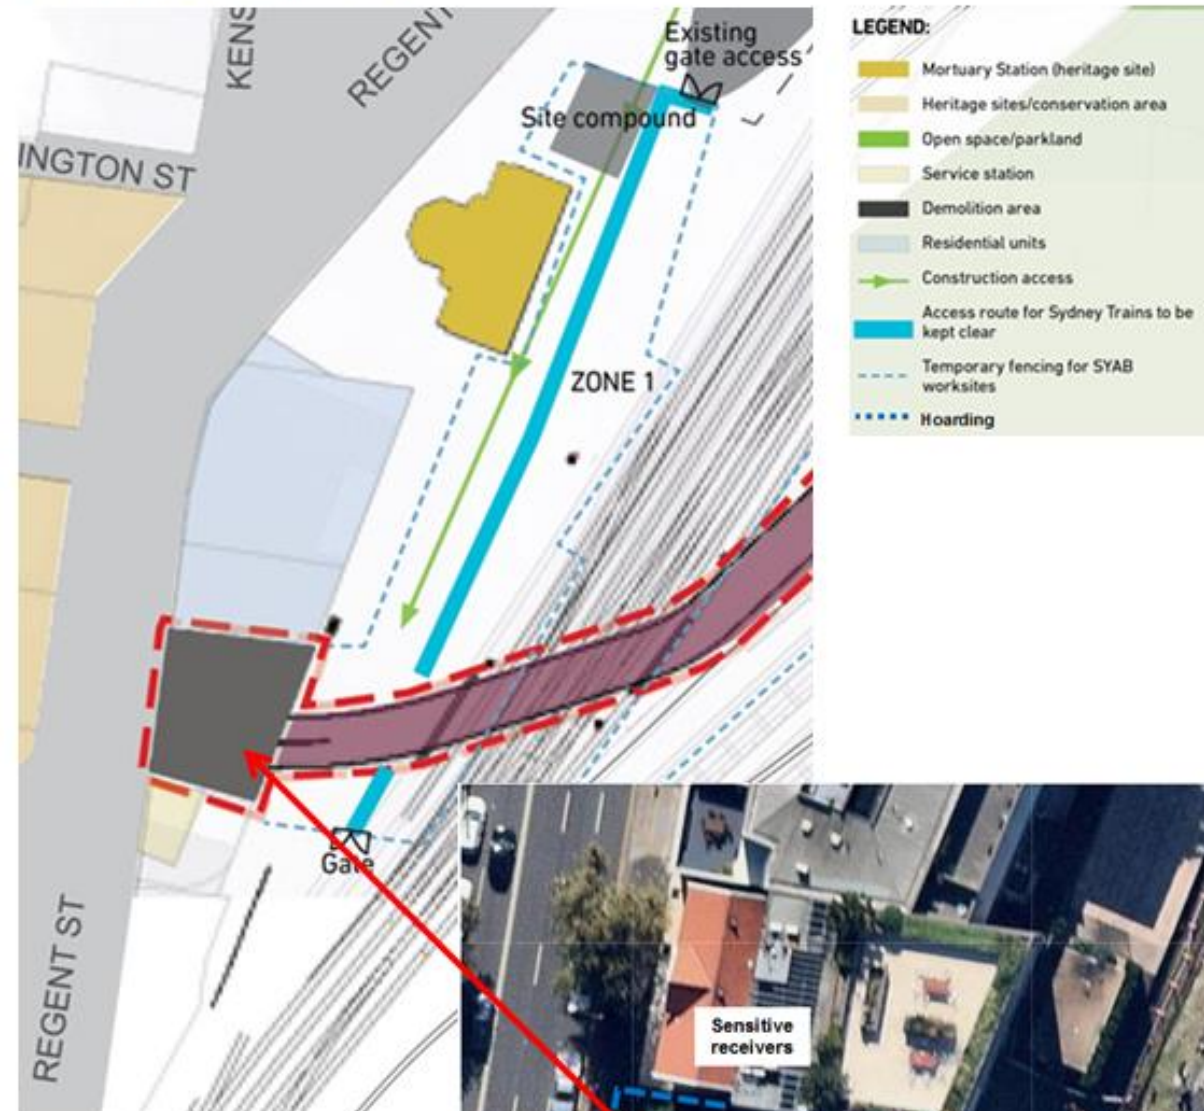 KENS
REGENT
INGTON ST
Existing
gate access
Site compound
ZONE 1
Gate
REGENT ST
Sensitive
receivers
LEGEND:
Mortuary Station (heritage site)
Heritage sites/conservation area
Open space/parkland
Service station
Demolition area
Residential units
Construction access
Access route for Sydney Trains to be
kept clear
Temporary fencing for SYAB
worksites
Hoarding